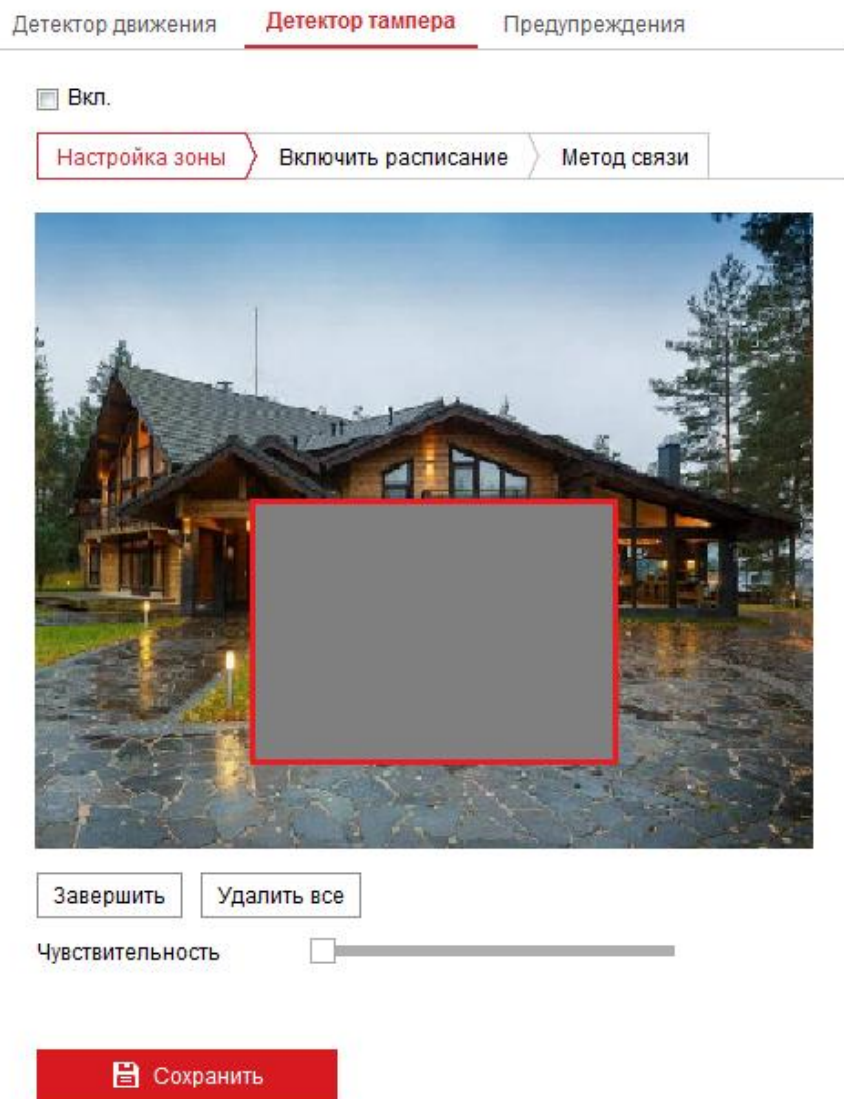 Детектор движения Детектор тампера Предупреждения
Вкл.
Настройка зоны Включить расписание Метод связи
Завершить Удалить все
Чувствительность
Сохранить